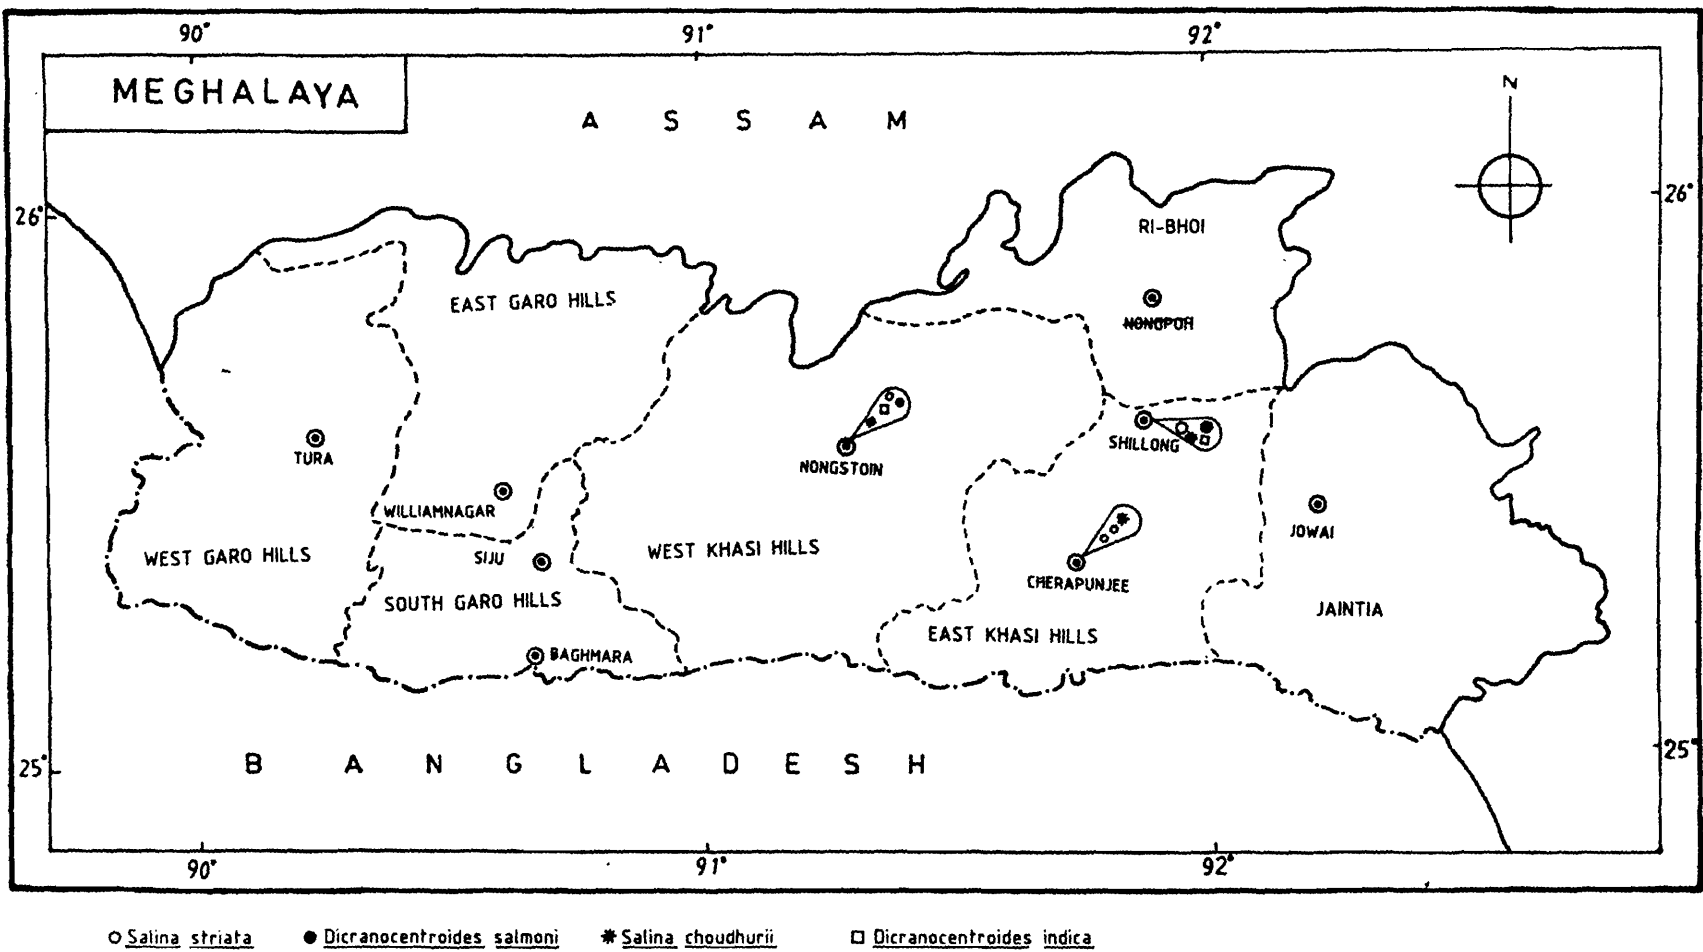 90° 91° 92°
MEGHALAYA
N
A S S A M
26° 26°
RI-BHOI
EAST GARO HILLS
NONGPOH
TURA
SHILLONG
NONGSTOIN
WILLIAMNAGAR
JOWAI
WEST GARO HILLS
SIJU
WEST KHASI HILLS
CHERAPUNJEE
SOUTH GARO HILLS
JAINTIA
EAST KHASI HILLS
BAGHMARA
B A N G L A D E S H
25° 25°
90° 91° 92°
Salina striata Dicranocentroides salmoni Salina choudhurii Dicranocentroides indica